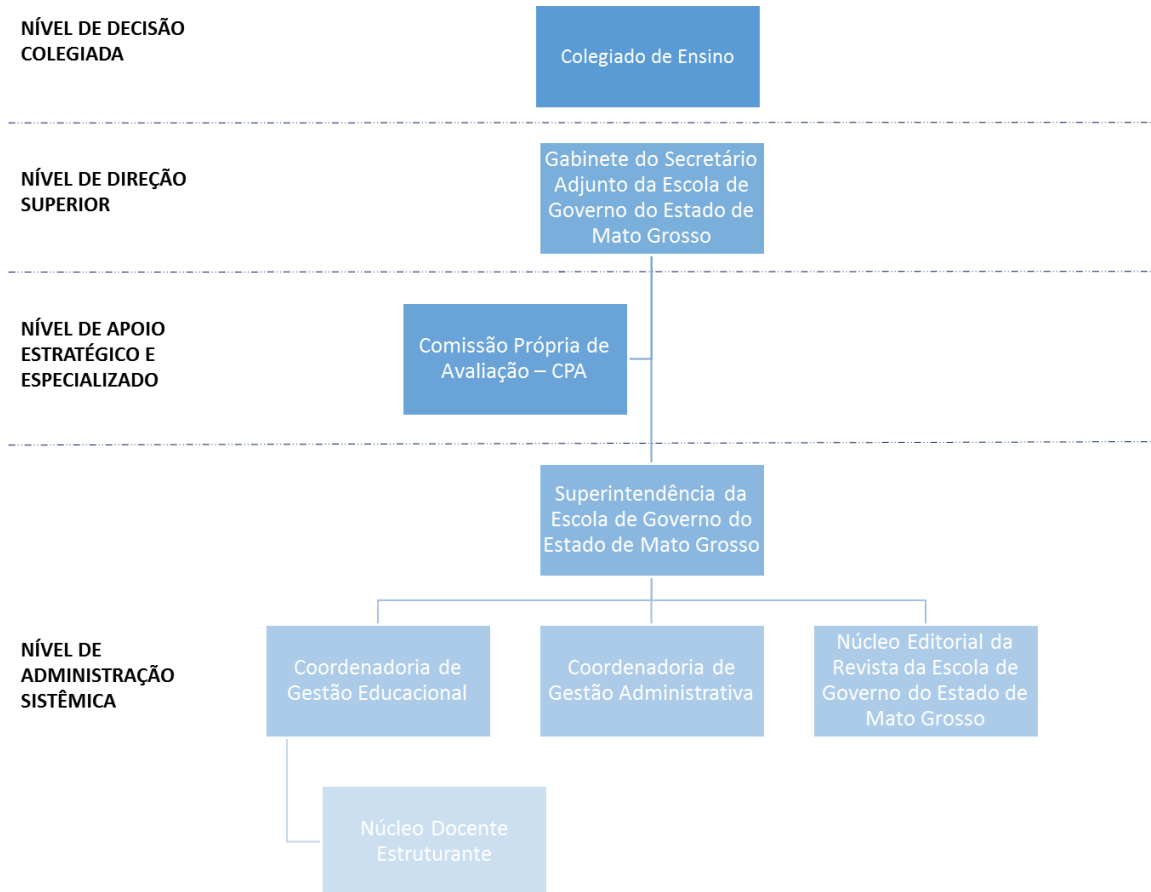 NÍVEL DE DECISÃO
COLEGIADA
Colegiado de Ensino
NÍVEL DE DIREÇÃO
SUPERIOR
Gabinete do Secretário
Adjunto da Escola de
Governo do Estado de
Mato Grosso
NÍVEL DE APOIO
ESTRATÉGICO E
ESPECIALIZADO
Comissão Própria de
Avaliação – CPA
NÍVEL DE
ADMINISTRAÇÃO
SISTÊMICA
Superintendência da
Escola de Governo do
Estado de Mato Grosso
Coordenadoria de
Gestão Educacional
Coordenadoria de
Gestão Administrativa
Núcleo Editorial da
Revista da Escola de
Governo do Estado de
Mato Grosso
Núcleo Docente
Estruturante